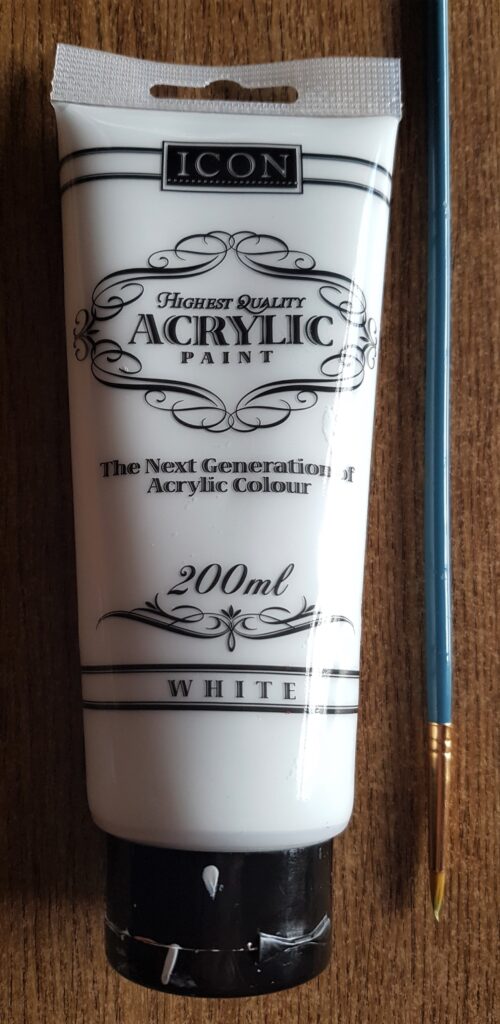 ICON
HIGHEST QUALITY
ACRYLIC
PAINT
The Next Generation of
Acrylic Colour
200ml
WHITE